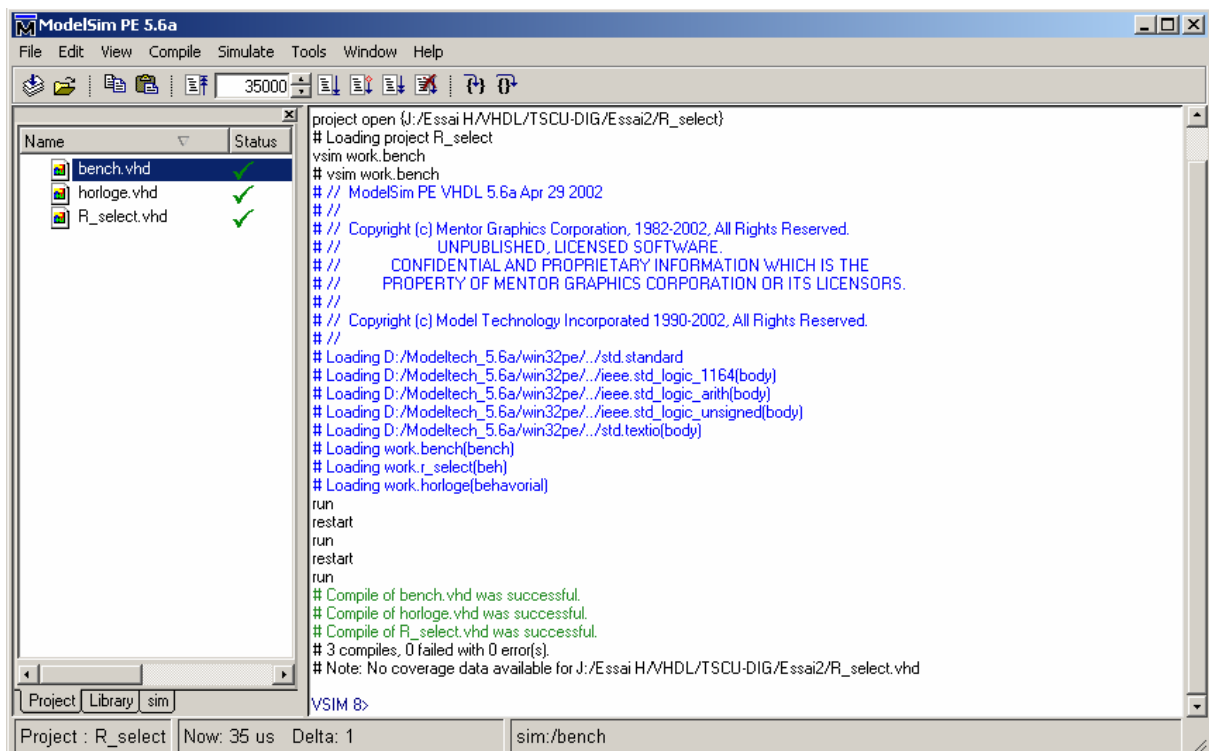 ModelSim PE 5.6a
File Edit View Compile Simulate Tools Window Help
35000
Name Status
bench.vhd
horloge.vhd
R_select.vhd
project open {J:/Essai H/VHDL/TSCU-DIG/Essai2/R_select}
# Loading project R_select
vsim work.bench
# vsim work.bench
# // ModelSim PE VHDL 5.6a Apr 29 2002
# //
# // Copyright (c) Mentor Graphics Corporation, 1982-2002, All Rights Reserved.
# // UNPUBLISHED, LICENSED SOFTWARE.
# // CONFIDENTIAL AND PROPRIETARY INFORMATION WHICH IS THE
# // PROPERTY OF MENTOR GRAPHICS CORPORATION OR ITS LICENSORS.
# //
# // Copyright (c) Model Technology Incorporated 1990-2002, All Rights Reserved.
# //
# Loading D:/Modeltech_5.6a/win32pe/../std.standard
# Loading D:/Modeltech_5.6a/win32pe/../ieee.std_logic_1164(body)
# Loading D:/Modeltech_5.6a/win32pe/../ieee.std_logic_arith(body)
# Loading D:/Modeltech_5.6a/win32pe/../ieee.std_logic_unsigned(body)
# Loading D:/Modeltech_5.6a/win32pe/../std.textio(body)
# Loading work.bench(bench)
# Loading work.r_select(beh)
# Loading work.horloge(behavorial)
run
restart
run
restart
run
# Compile of bench.vhd was successful.
# Compile of horloge.vhd was successful.
# Compile of R_select.vhd was successful.
# 3 compiles, 0 failed with 0 error(s).
# Note: No coverage data available for J:/Essai H/VHDL/TSCU-DIG/Essai2/R_select.vhd
VSIM 8>
Project Library sim
Project : R_select Now: 35 us Delta: 1 sim:/bench